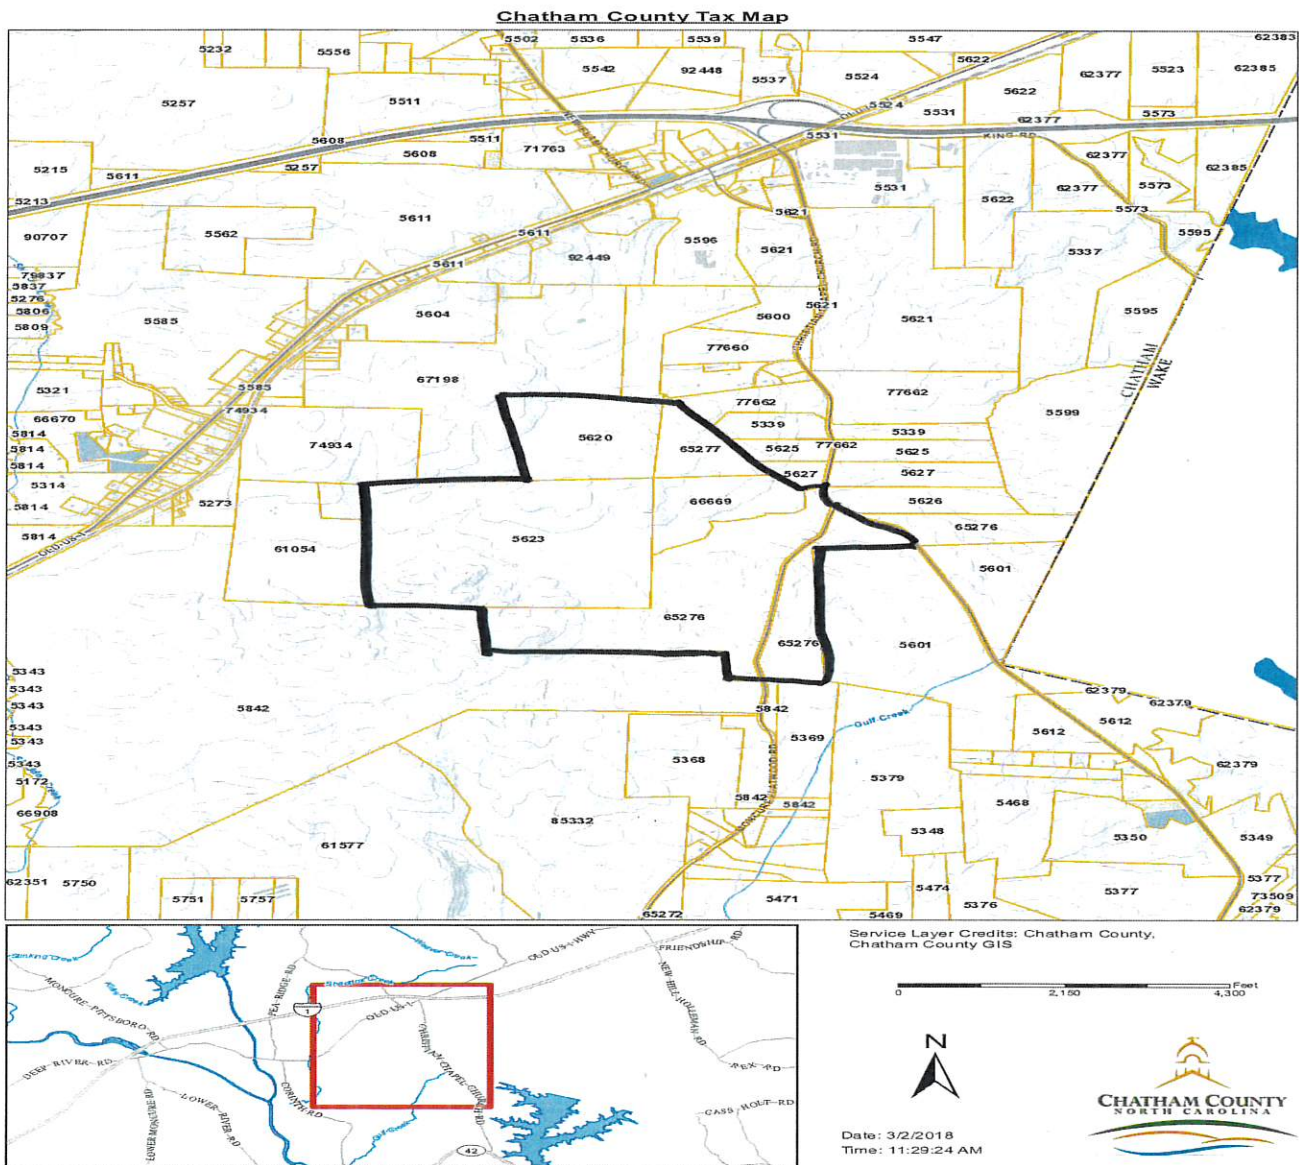 Chatham County Tax Map
5502 5536 5539 5547 62383
5232 5556 5542 92448 5537 5524 5622 62377 5523 62385
5257 5511 5524 5531 5622 5573
5608 5511 71763 5531 62377
KING RD
5608 5257 62377 62385
5215 5611 5531 5622 62377 5573
5213 5611 5621 5573
90707 5562 5611 5596 5621 5337 5595
79837 5611 92449
5837
5276 5604 5600 5621 5621 5595
5806
5809 5585 77660
CHATHAM
WAKE
5321 5585 67198 77662 77662 5599
66670 74934 5339 5339
5814 74934 5620 65277 5625 77662 5625
5814
5814 5627 5627
5314 5273 66669 5626
5814 65276
5814 61054 5623 5601
OLD-US-1
65276 65276 5601
5343
5343
5343 5842 5842 62379 62379
5343 Gulf-Creek 5612
5343 5369 5612
5343 5368 5379 62379
5172 5842 5842 5468
66908 85332 5348 5350 5349
61577
62351 5750 5474 5377 5377
5751 5757 5471 5376 73509
65272 5469 62379
Service Layer Credits: Chatham County,
Chatham County GIS
0 2,150 4,300 Feet
N
CHATHAM COUNTY
NORTH CAROLINA
Date: 3/2/2018
Time: 11:29:24 AM
OLD-US-1 HWY
FRIENDSHIP RD
PEA-RIDGE-RD
MONCURE-PITTSBORO-RD
1
OLD-US-1
NEW-HILL-HOLLEMAN-RD
DEEP-RIVER-RD
REX-RD
LOWER-MONCURE-RD
LOWER-RIVER-RD
CORINTH-RD
CASS-HOLT-RD
Gulf-Creek
42